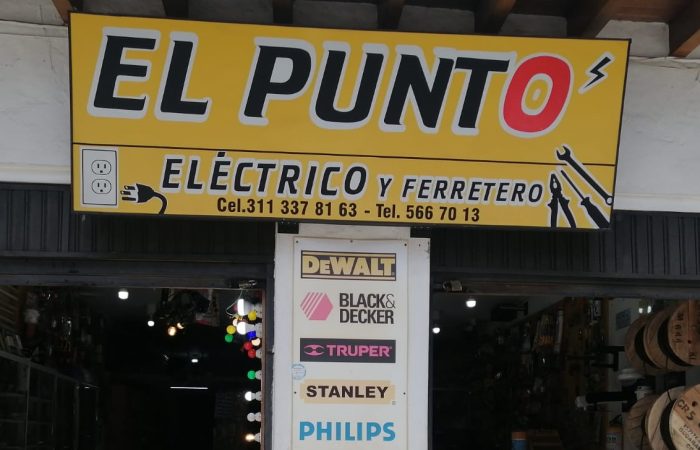 EL PUNTO
ELÉCTRICO Y FERRETERO
Cel.311 337 81 63 - Tel. 566 70 13
DEWALT
BLACK&
DECKER
TRUPER
STANLEY
PHILIPS